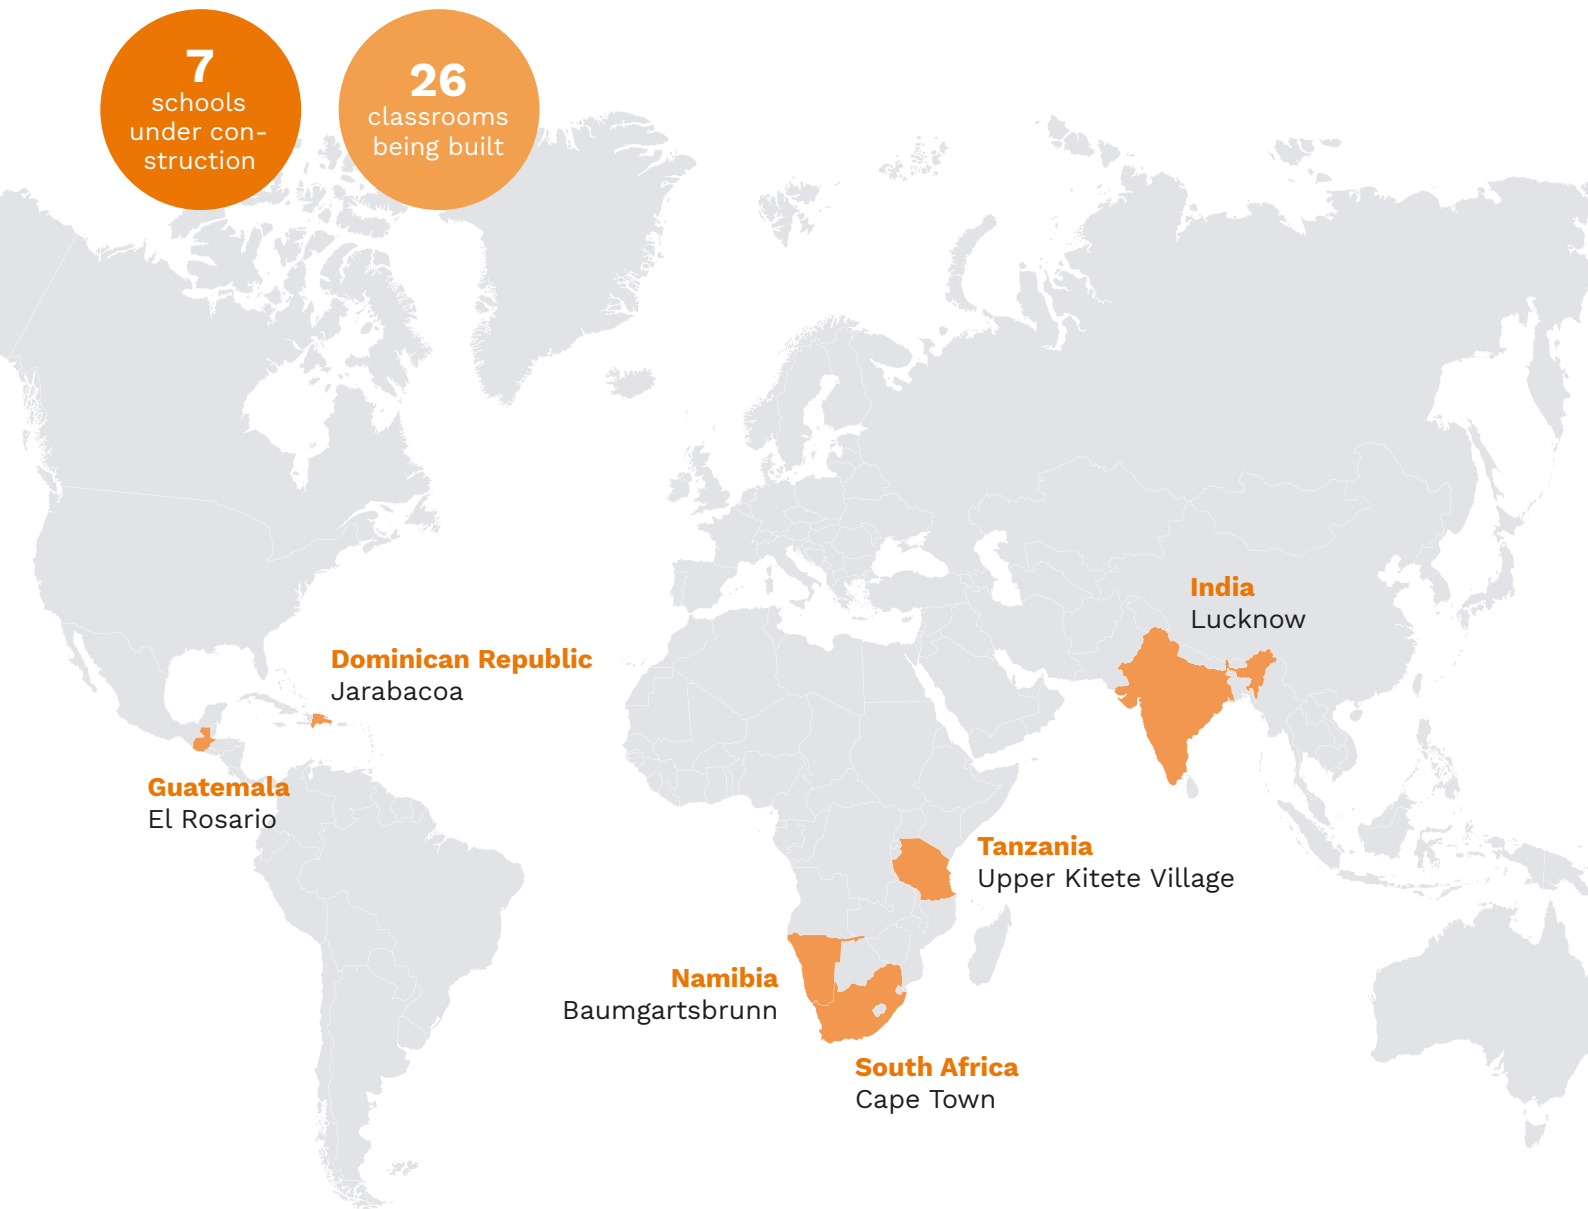 7
schools
under con-
struction
26
classrooms
being built
India
Lucknow
Dominican Republic
Jarabacoa
Guatemala
El Rosario
Tanzania
Upper Kitete Village
Namibia
Baumgartsbrunn
South Africa
Cape Town